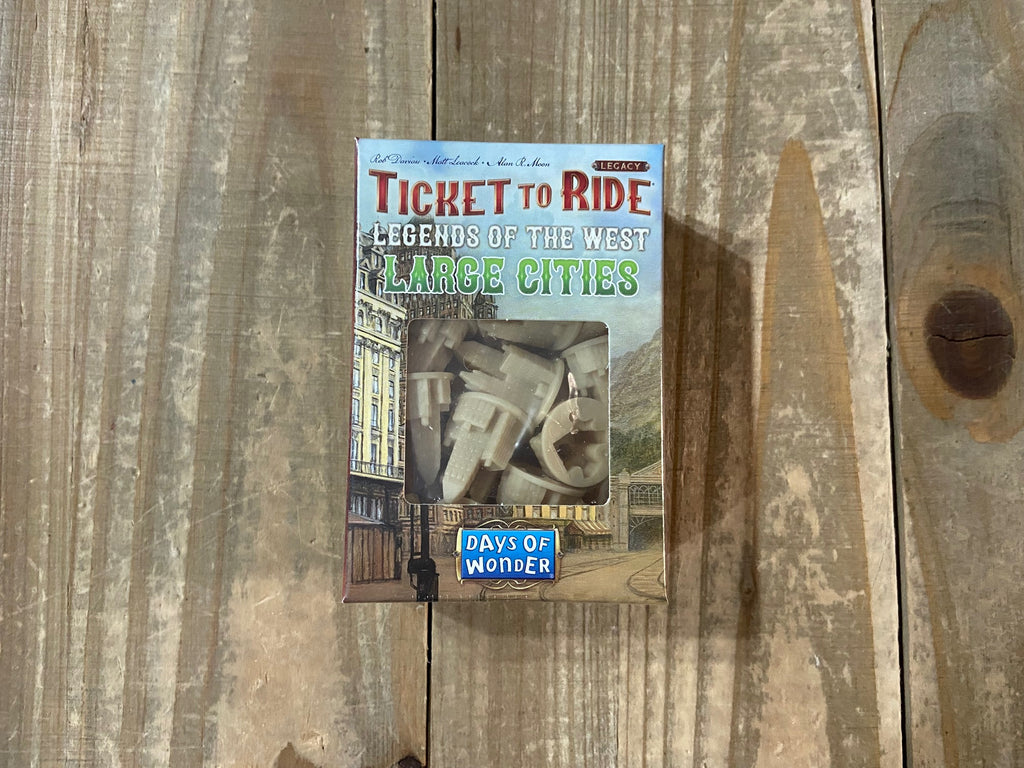 Rob Daviau • Matt Leacock • Alan R. Moon
LEGACY
TICKET TO RIDE
LEGENDS OF THE WEST
LARGE CITIES
DAYS OF
WONDER